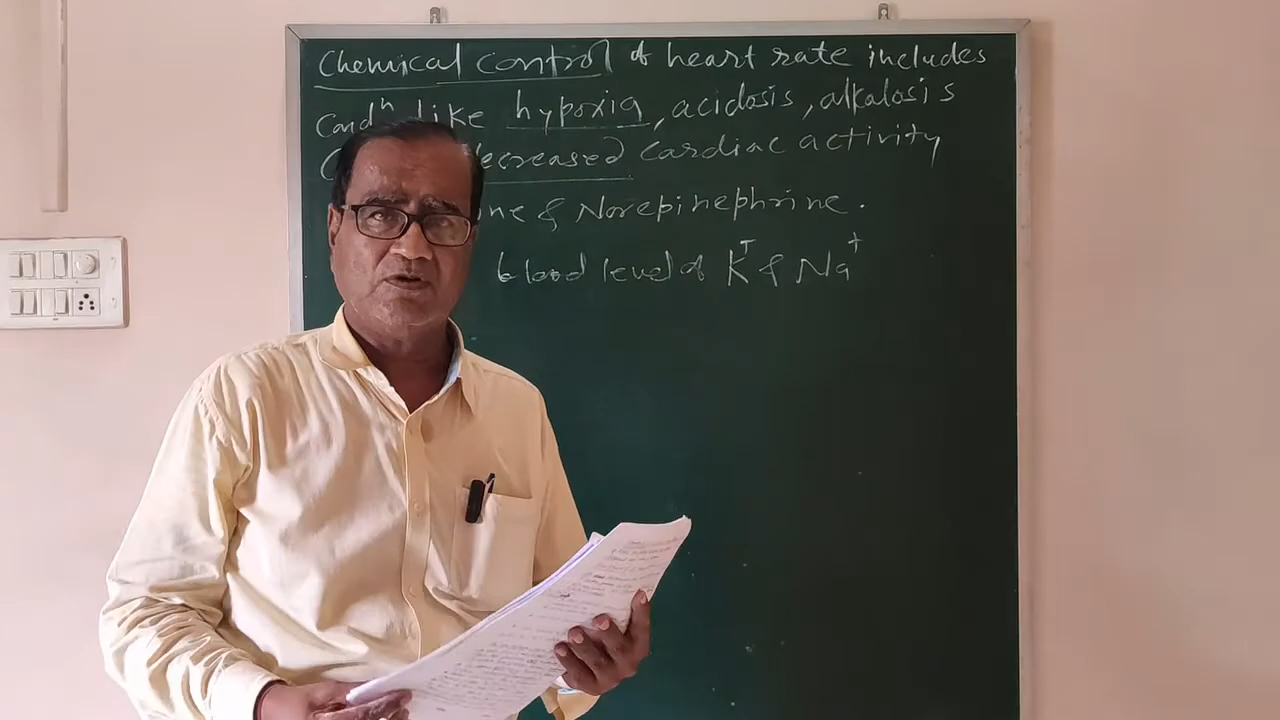 Chemical control of heart rate includes
condⁿ like hypoxia, acidosis, alkalosis
decreased cardiac activity
ine & Norepinephrine.
blood level of K⁺ & Na⁺